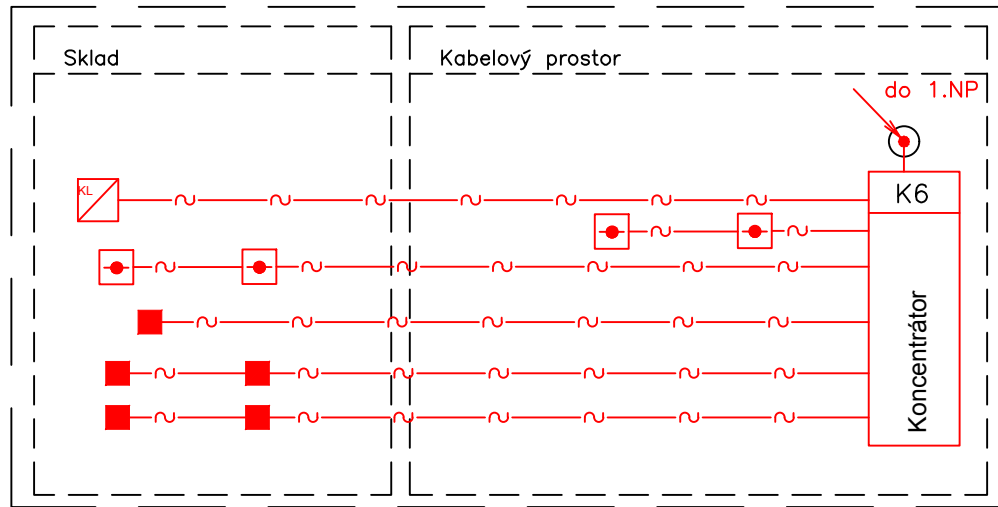 Sklad
Kabelový prostor
do 1.NP
KL
K6
Koncentrátor